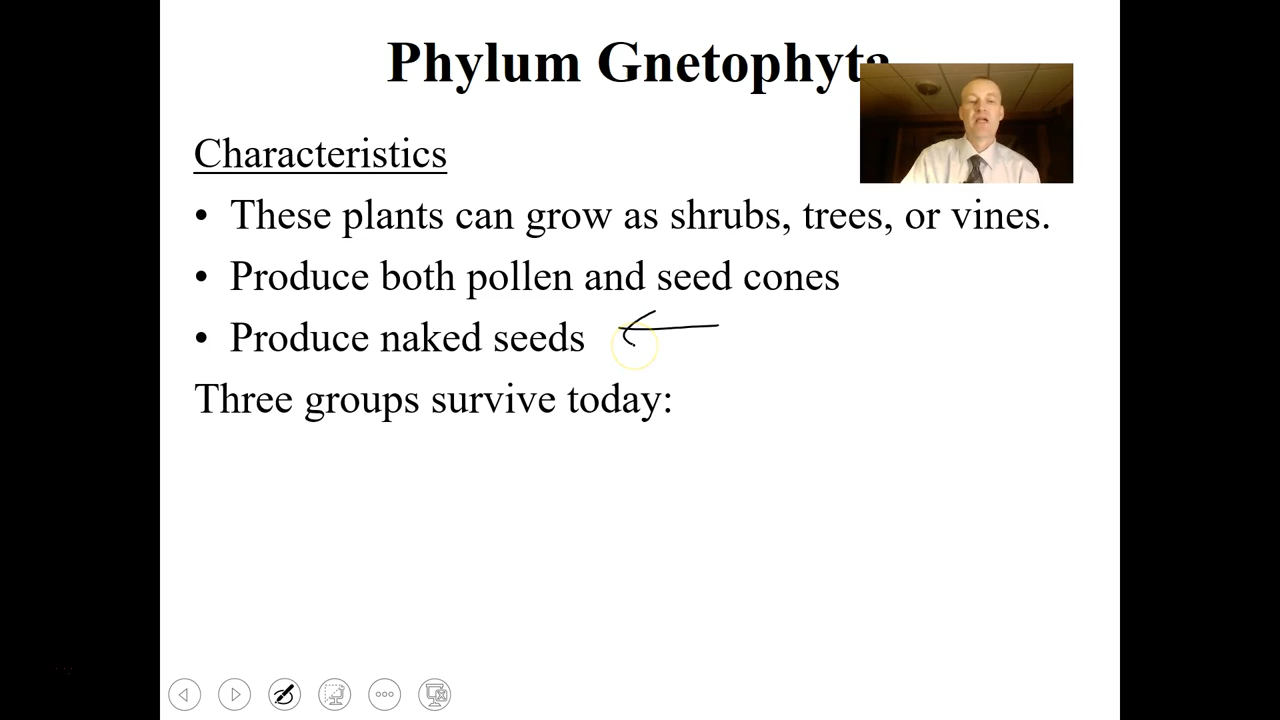 Phylum Gnetophyta
Characteristics
• These plants can grow as shrubs, trees, or vines.
• Produce both pollen and seed cones
• Produce naked seeds
Three groups survive today: